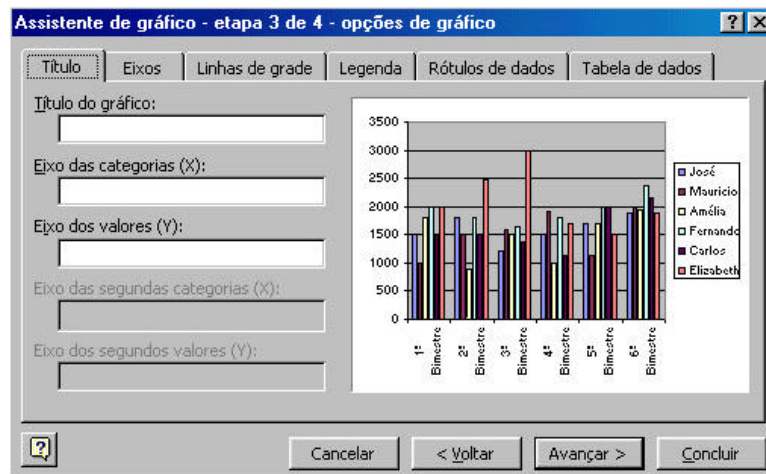 Assistente de gráfico - etapa 3 de 4 - opções de gráfico
Título Eixos Linhas de grade Legenda Rótulos de dados Tabela de dados
Título do gráfico:
Eixo das categorias (X):
Eixo dos valores (Y):
Eixo das segundas categorias (X):
Eixo dos segundos valores (Y):
3500
3000
2500
2000
1500
1000
500
0
1º Bimestre
2º Bimestre
3º Bimestre
4º Bimestre
5º Bimestre
6º Bimestre
José
Mauricio
Amélia
Fernando
Carlos
Elizabeth
Cancelar < Voltar Avançar > Concluir